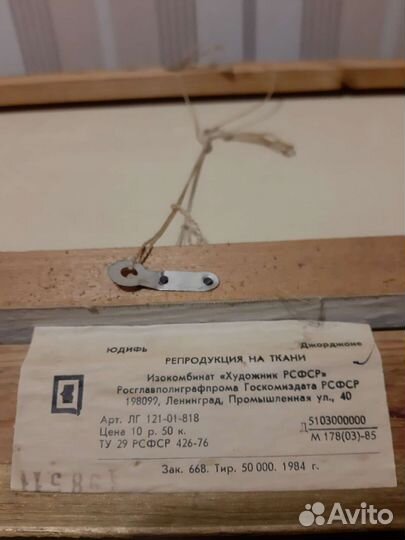 ЮДИФЬ Джорджоне
РЕПРОДУКЦИЯ НА ТКАНИ
Изокомбинат «Художник РСФСР»
Росглавполиграфпрома Госкомиздата РСФСР
198099, Ленинград, Промышленная ул., 40
Арт. ЛГ 121-01-818
Цена 10 р. 50 к.
ТУ 29 РСФСР 426-76
Д 5103000000
М 178(03)-85
Зак. 668. Тир. 50 000. 1984 г.
Avito